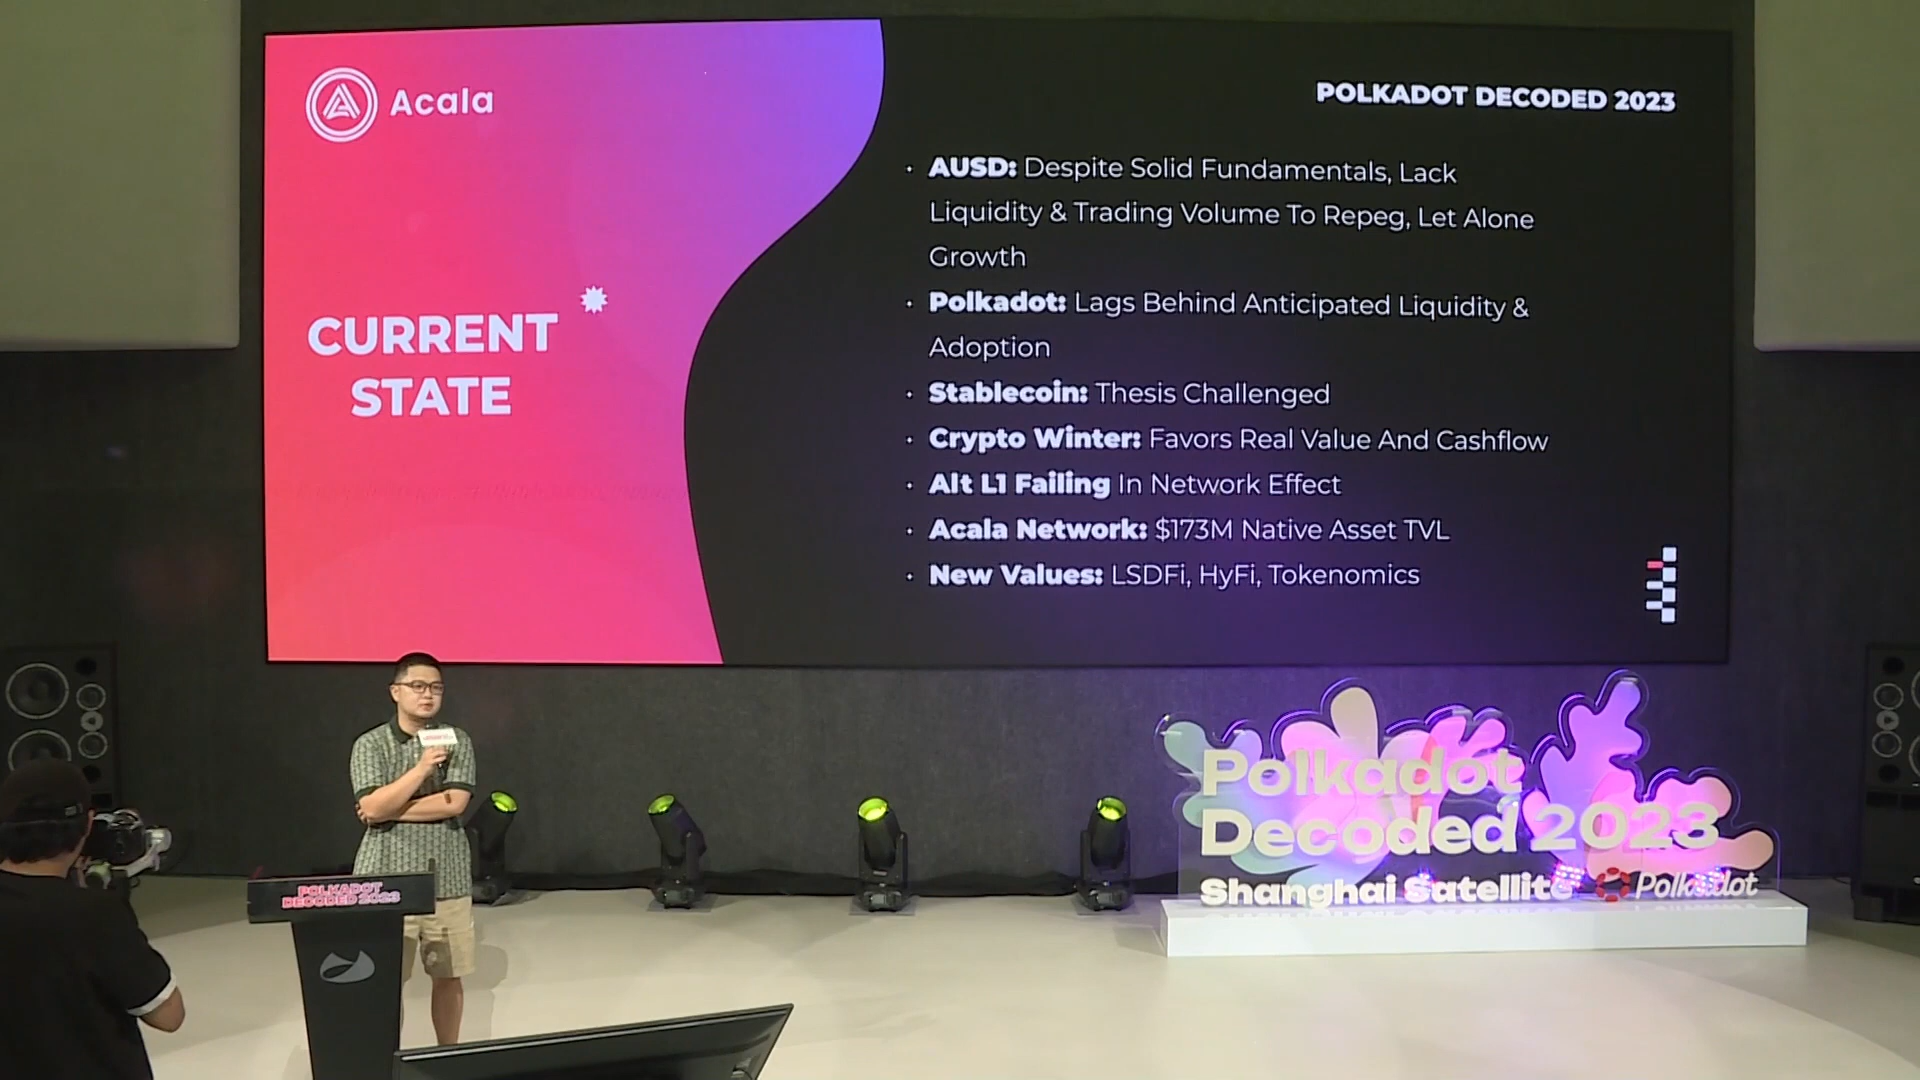 Acala
POLKADOT DECODED 2023
CURRENT
STATE
• AUSD: Despite Solid Fundamentals, Lack
Liquidity & Trading Volume To Repeg, Let Alone
Growth
• Polkadot: Lags Behind Anticipated Liquidity &
Adoption
• Stablecoin: Thesis Challenged
• Crypto Winter: Favors Real Value And Cashflow
• Alt L1 Failing In Network Effect
• Acala Network: $173M Native Asset TVL
• New Values: LSDFi, HyFi, Tokenomics
POLKADOT
DECODED 2023
Polkadot
Decoded 2023
Shanghai Satellite
Polkadot